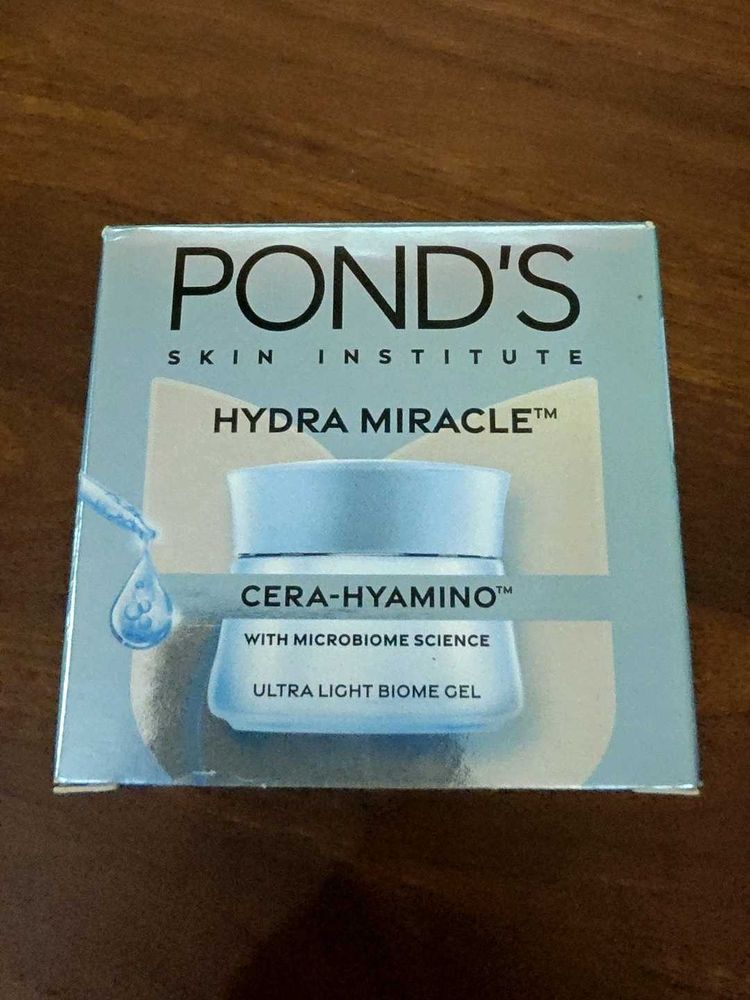 POND'S
SKIN INSTITUTE
HYDRA MIRACLE™
CERA-HYAMINO™
WITH MICROBIOME SCIENCE
ULTRA LIGHT BIOME GEL